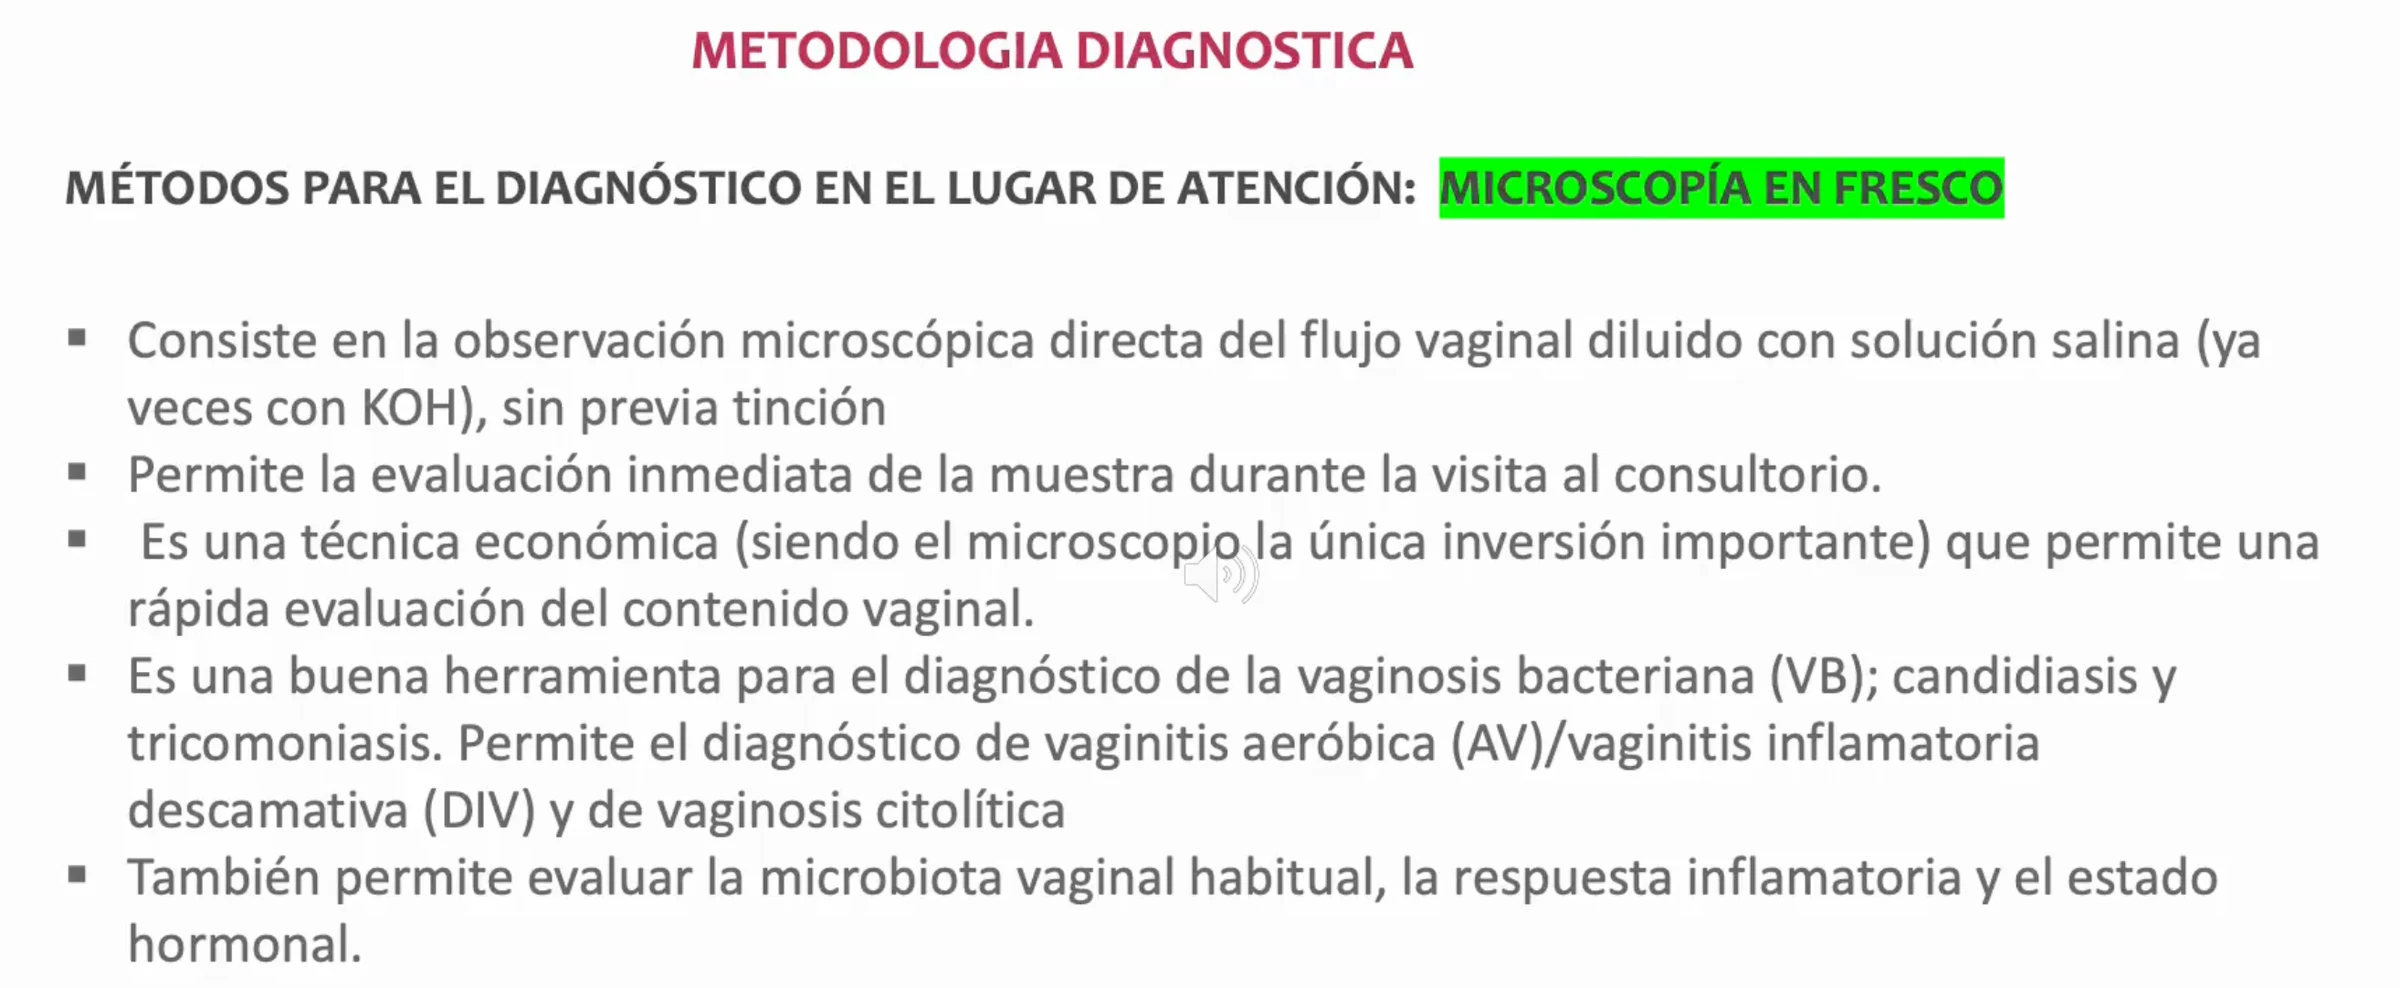 METODOLOGIA DIAGNOSTICA
MÉTODOS PARA EL DIAGNÓSTICO EN EL LUGAR DE ATENCIÓN: MICROSCOPÍA EN FRESCO
▪ Consiste en la observación microscópica directa del flujo vaginal diluido con solución salina (ya
veces con KOH), sin previa tinción
▪ Permite la evaluación inmediata de la muestra durante la visita al consultorio.
▪ Es una técnica económica (siendo el microscopio la única inversión importante) que permite una
rápida evaluación del contenido vaginal.
▪ Es una buena herramienta para el diagnóstico de la vaginosis bacteriana (VB); candidiasis y
tricomoniasis. Permite el diagnóstico de vaginitis aeróbica (AV)/vaginitis inflamatoria
descamativa (DIV) y de vaginosis citolítica
▪ También permite evaluar la microbiota vaginal habitual, la respuesta inflamatoria y el estado
hormonal.